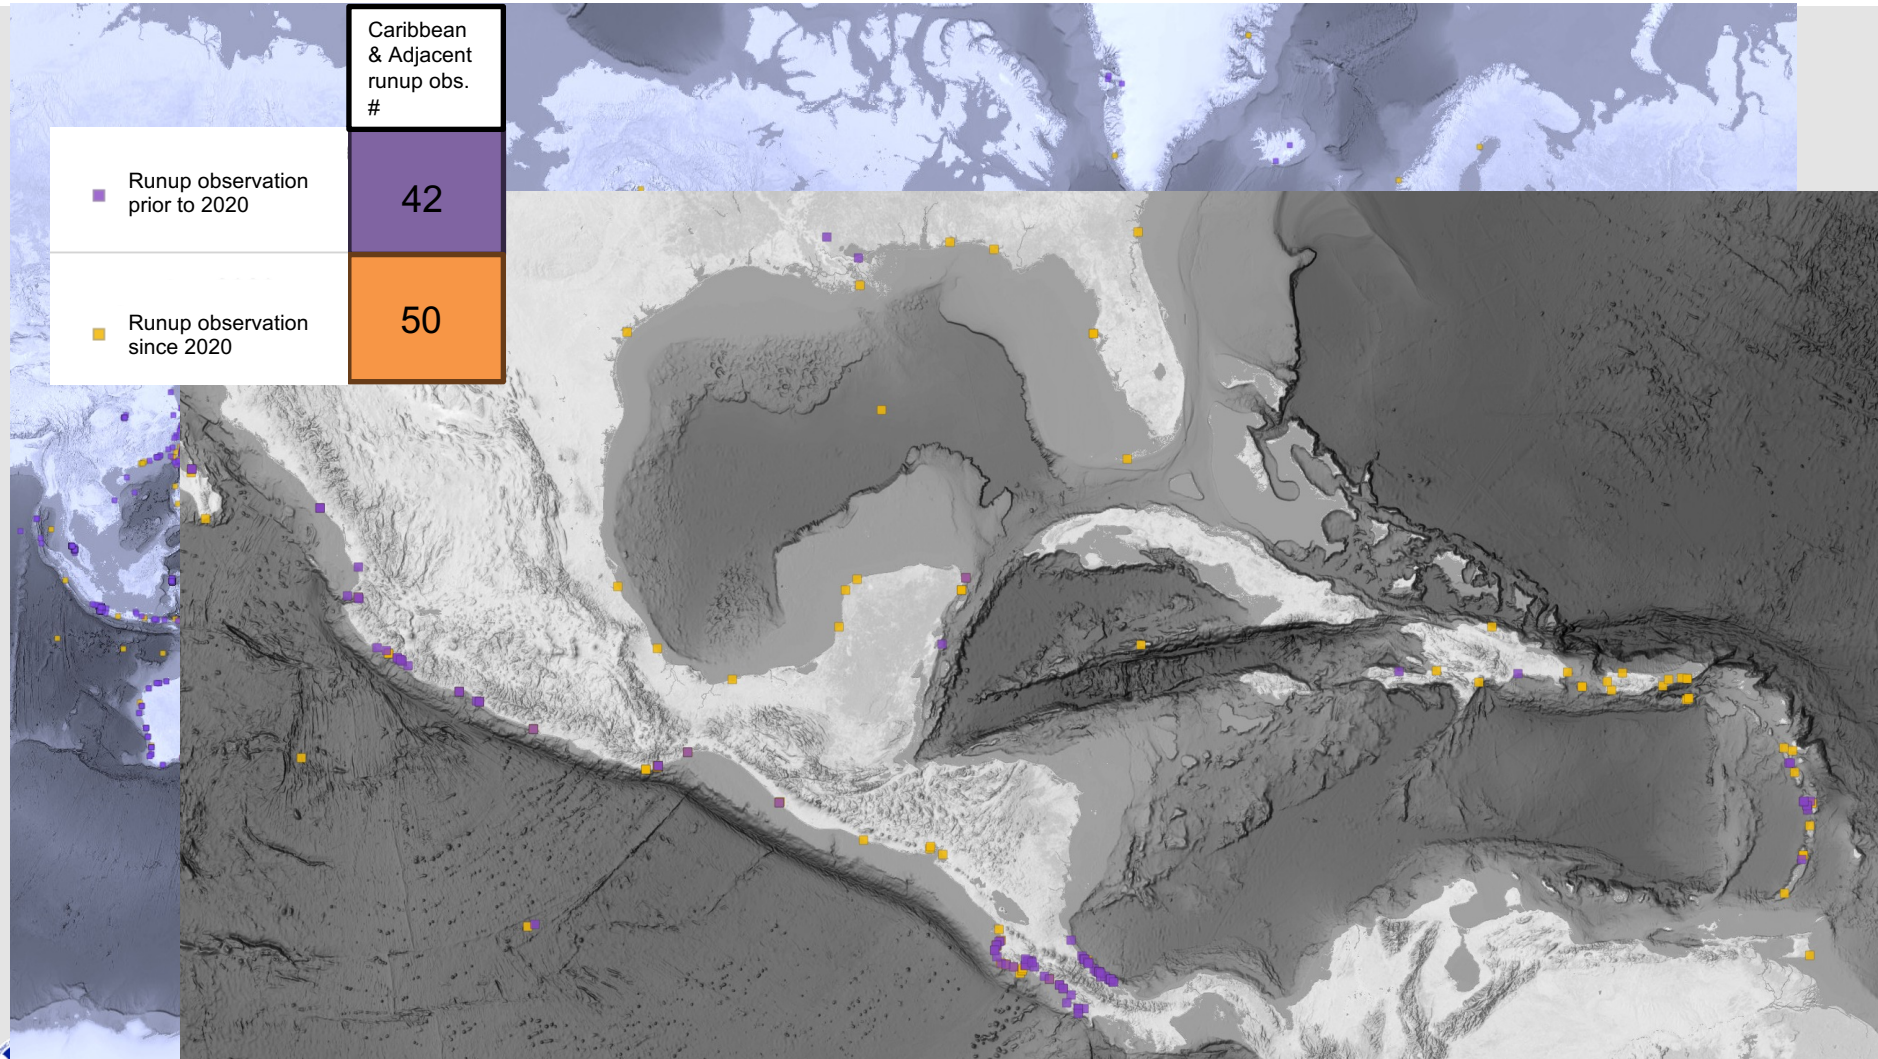 Caribbean
& Adjacent
runup obs.
#
Runup observation
prior to 2020
42
Runup observation
since 2020
50